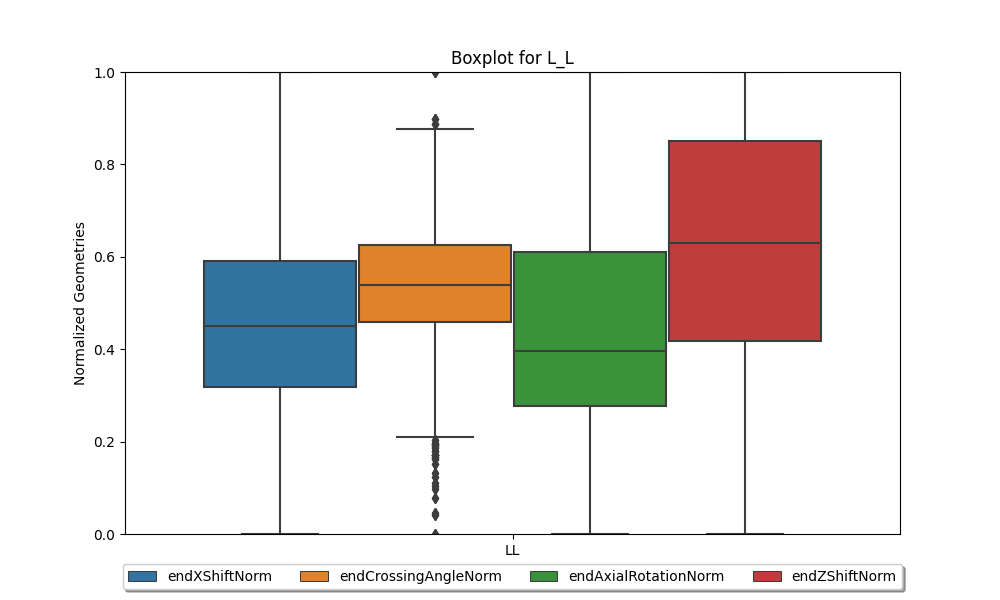 Boxplot for L_L
1.0
0.8
0.6
0.4
0.2
0.0
Normalized Geometries
LL
endXShiftNorm endCrossingAngleNorm endAxialRotationNorm endZShiftNorm